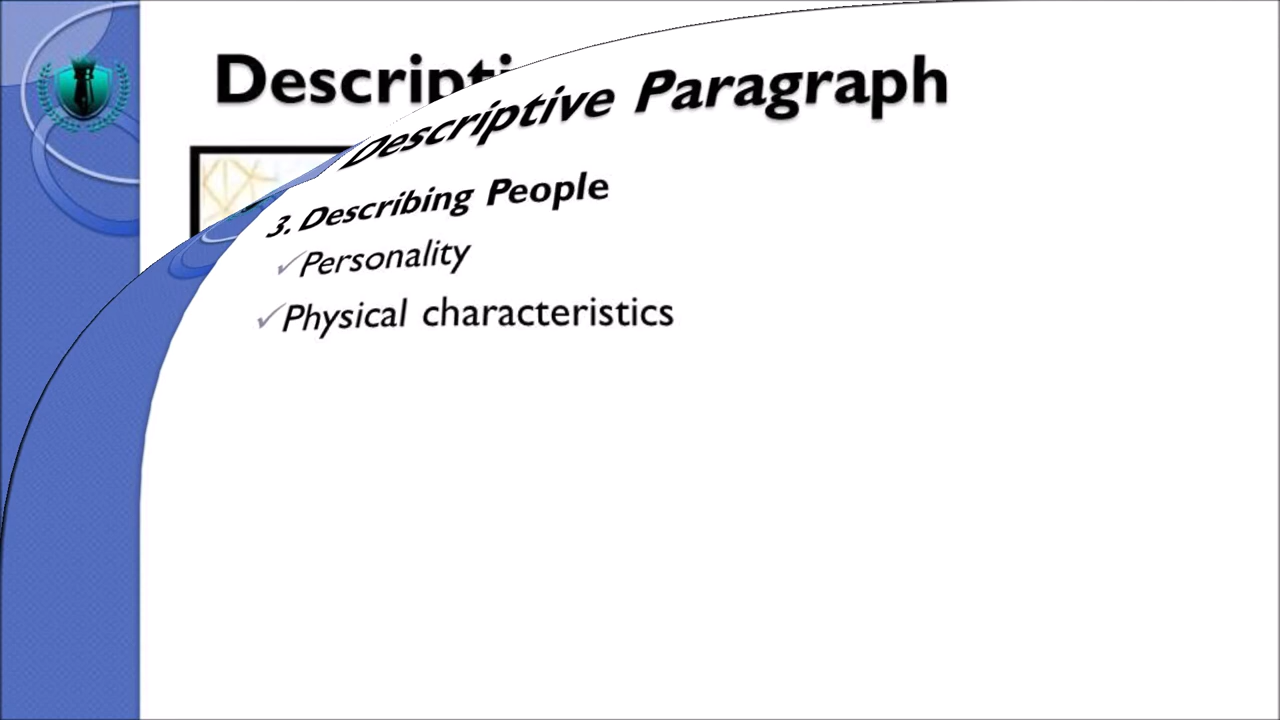 Descripti
Descriptive Paragraph
3. Describing People
✓Personality
✓Physical characteristics